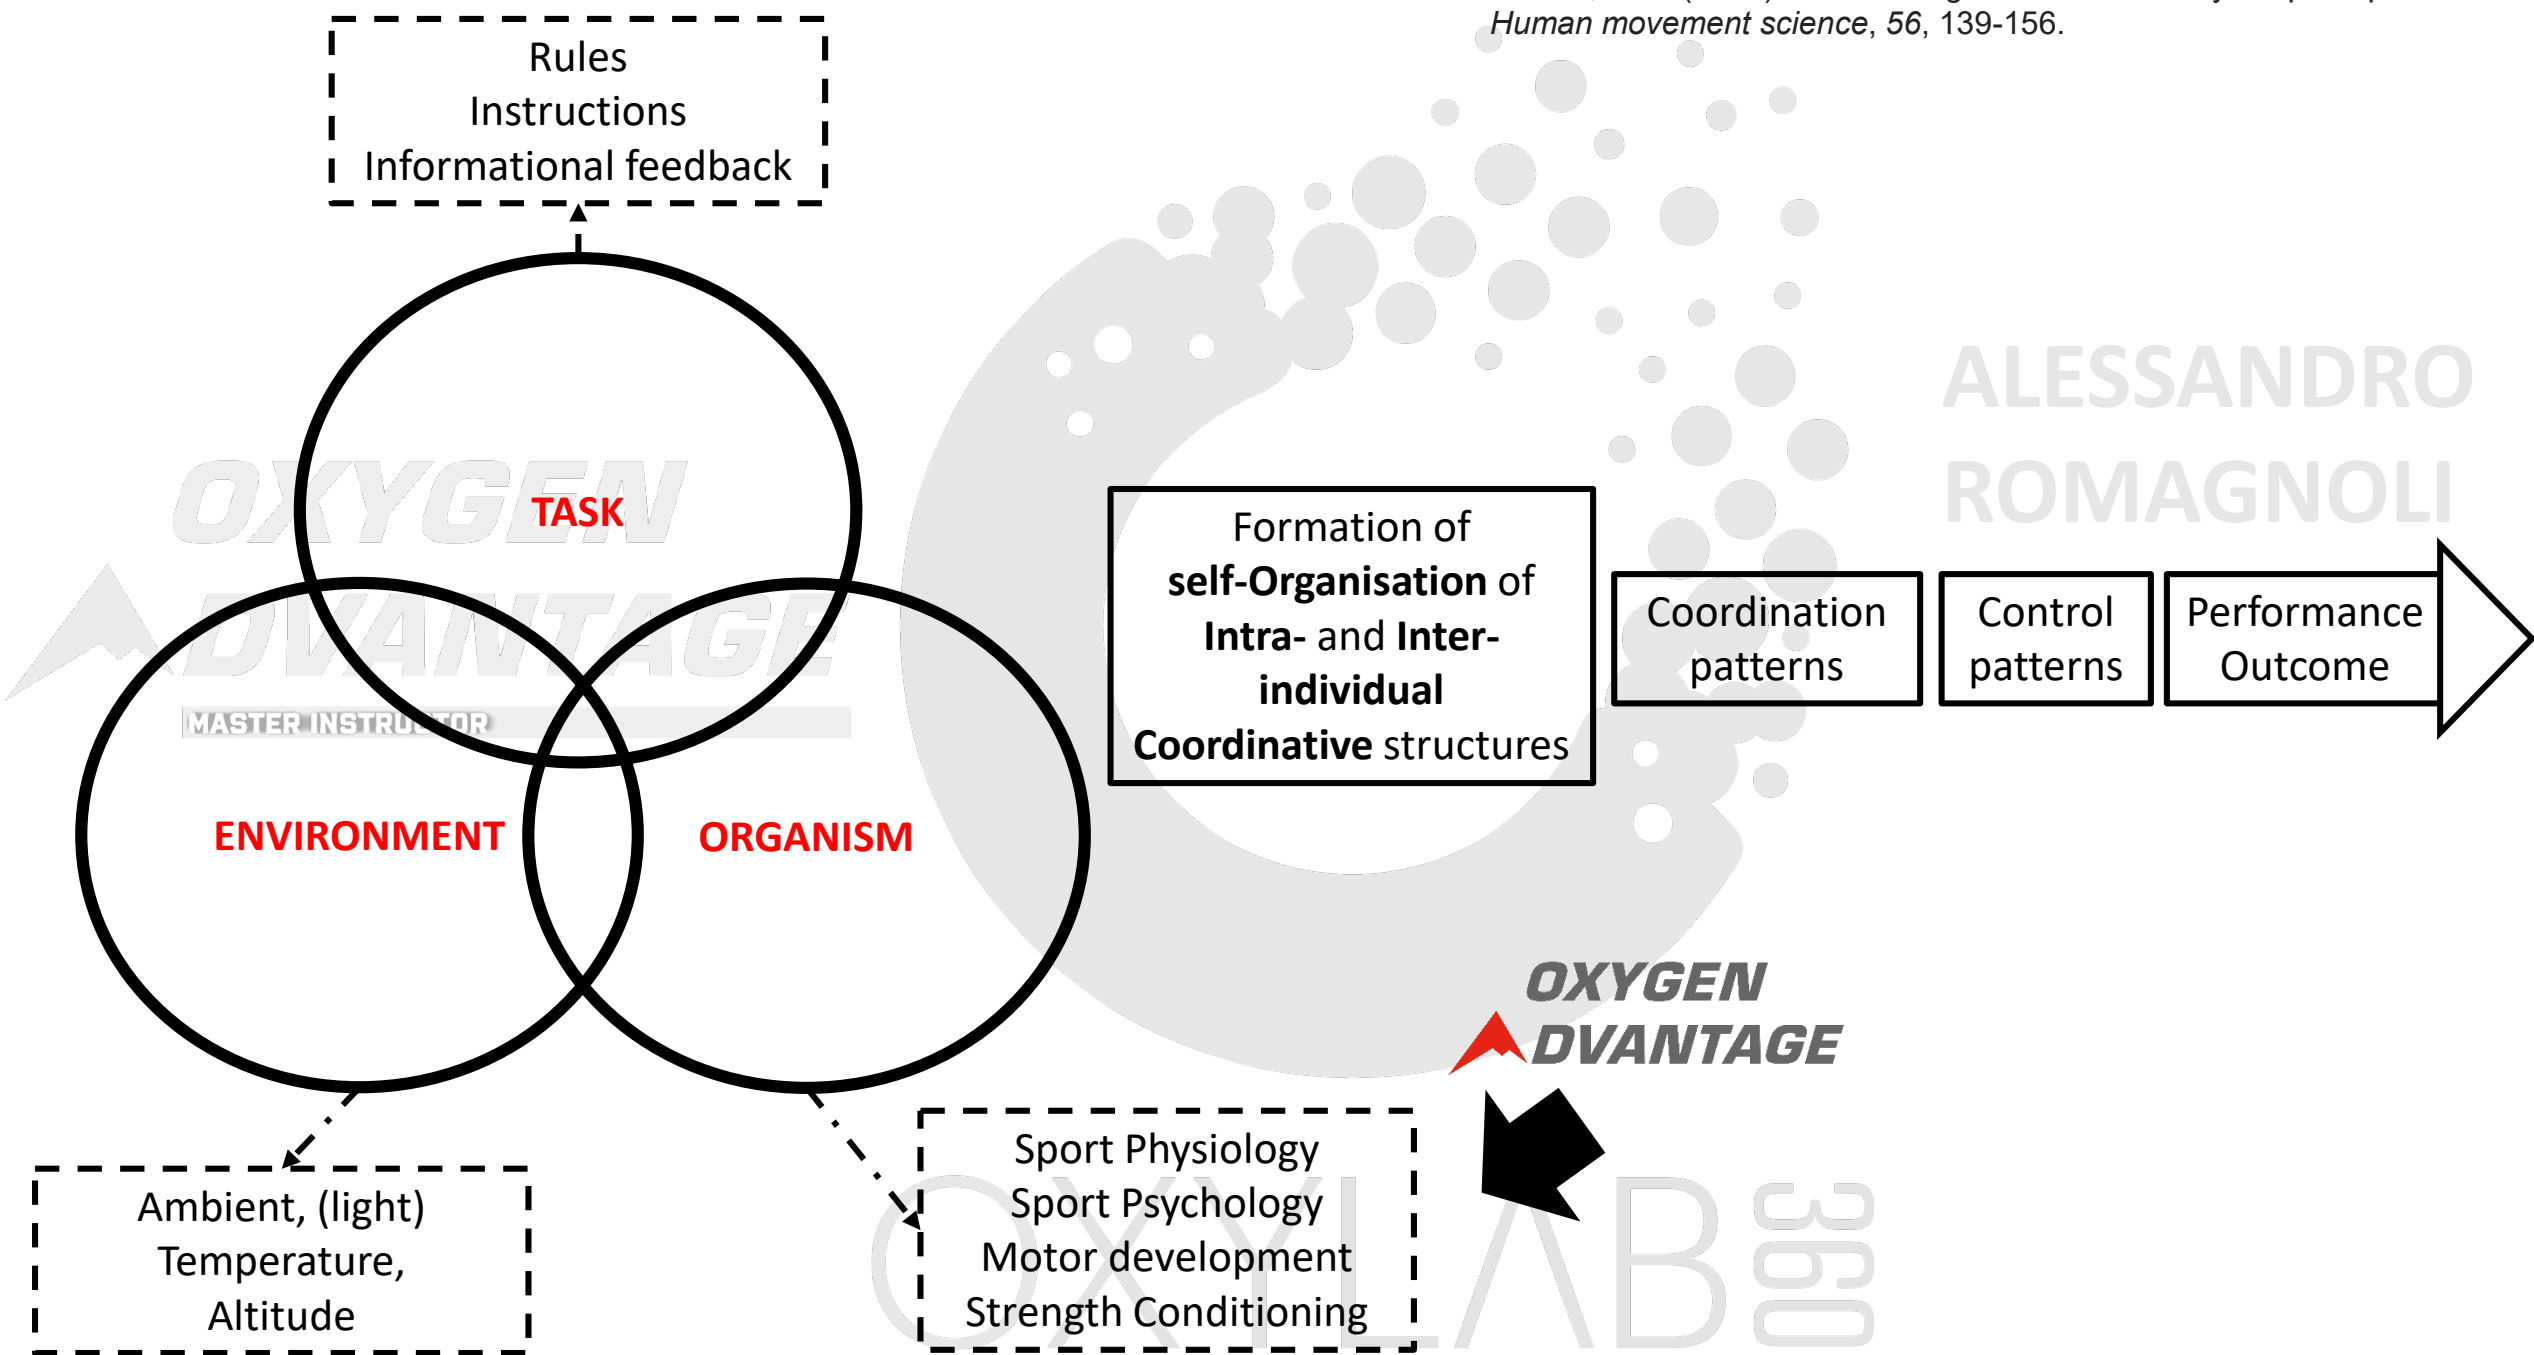 Human movement science, 56, 139-156.
Rules
Instructions
Informational feedback
ALESSANDRO
ROMAGNOLI
OXYGEN
DVANTAGE
MASTER INSTRUCTOR
TASK
ENVIRONMENT
ORGANISM
Formation of
self-Organisation of
Intra- and Inter-
individual
Coordinative structures
Coordination
patterns
Control
patterns
Performance
Outcome
OXYGEN
DVANTAGE
Ambient, (light)
Temperature,
Altitude
Sport Physiology
Sport Psychology
Motor development
Strength Conditioning
OXYLAB
360